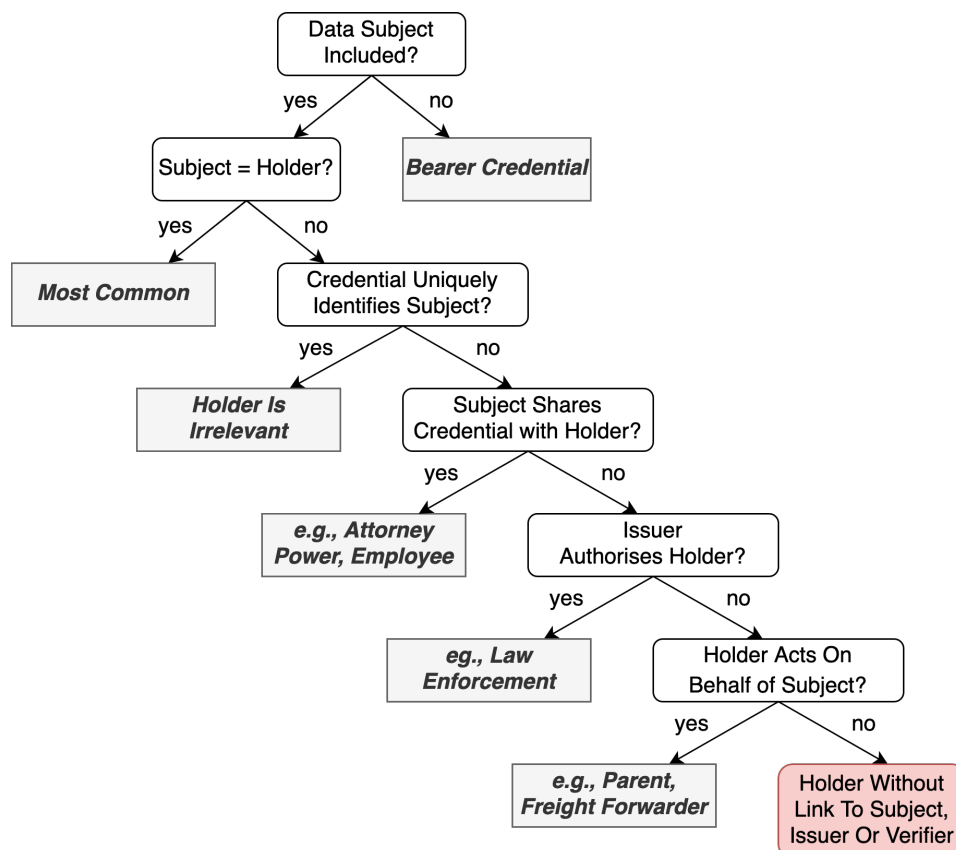 Data Subject
Included?
yes
no
Subject = Holder?
Bearer Credential
yes
no
Most Common
Credential Uniquely
Identifies Subject?
yes
no
Holder Is
Irrelevant
Subject Shares
Credential with Holder?
yes
no
e.g., Attorney
Power, Employee
Issuer
Authorises Holder?
yes
no
eg., Law
Enforcement
Holder Acts On
Behalf of Subject?
yes
no
e.g., Parent,
Freight Forwarder
Holder Without
Link To Subject,
Issuer Or Verifier